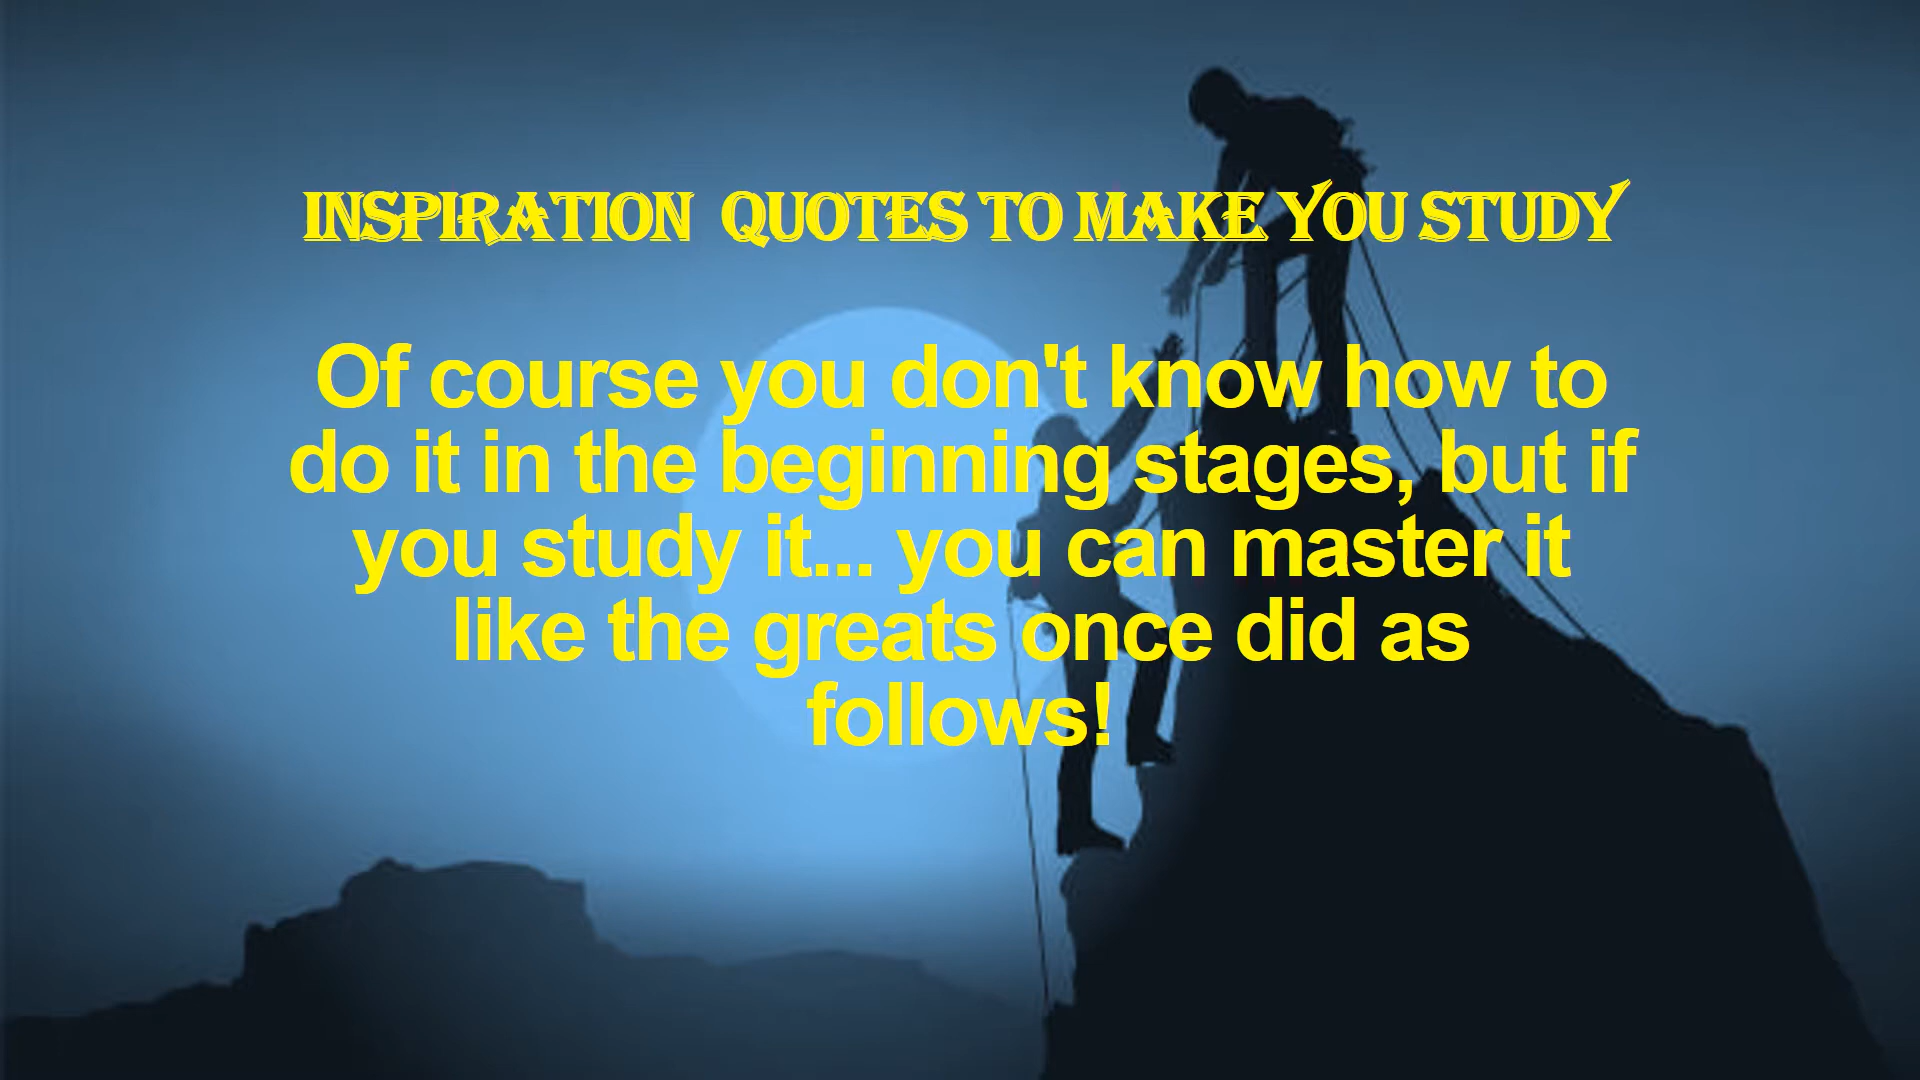 INSPIRATION QUOTES TO MAKE YOU STUDY
Of course you don't know how to
do it in the beginning stages, but if
you study it... you can master it
like the greats once did as
follows!